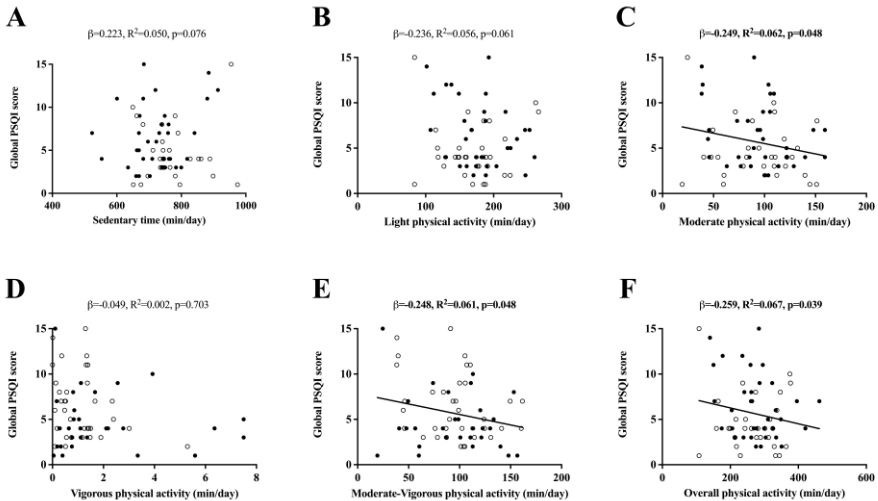 A
β=0.223, R²=0.050, p=0.076
Global PSQI score
15
10
5
0
400
600
800
1000
Sedentary time (min/day)
B
β=-0.236, R²=0.056, p=0.061
Global PSQI score
15
10
5
0
0
100
200
300
Light physical activity (min/day)
C
β=-0.249, R²=0.062, p=0.048
Global PSQI score
15
10
5
0
0
50
100
150
200
Moderate physical activity (min/day)
D
β=-0.049, R²=0.002, p=0.703
Global PSQI score
15
10
5
0
0
2
4
6
8
Vigorous physical activity (min/day)
E
β=-0.248, R²=0.061, p=0.048
Global PSQI score
15
10
5
0
0
50
100
150
200
Moderate-Vigorous physical activity (min/day)
F
β=-0.259, R²=0.067, p=0.039
Global PSQI score
15
10
5
0
0
200
400
600
Overall physical activity (min/day)